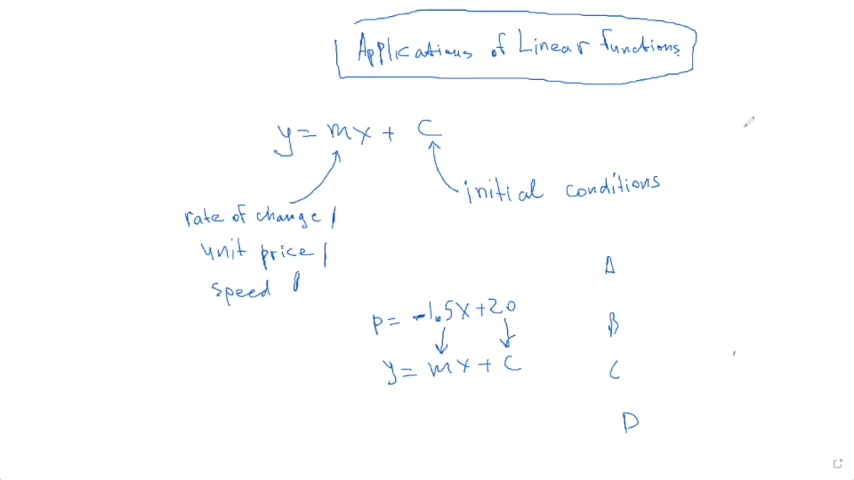 Applications of Linear functions
y = mx + C
initial conditions
rate of change /
unit price /
speed
A
p = -1.5x + 20
B
y = mx + C
C
D